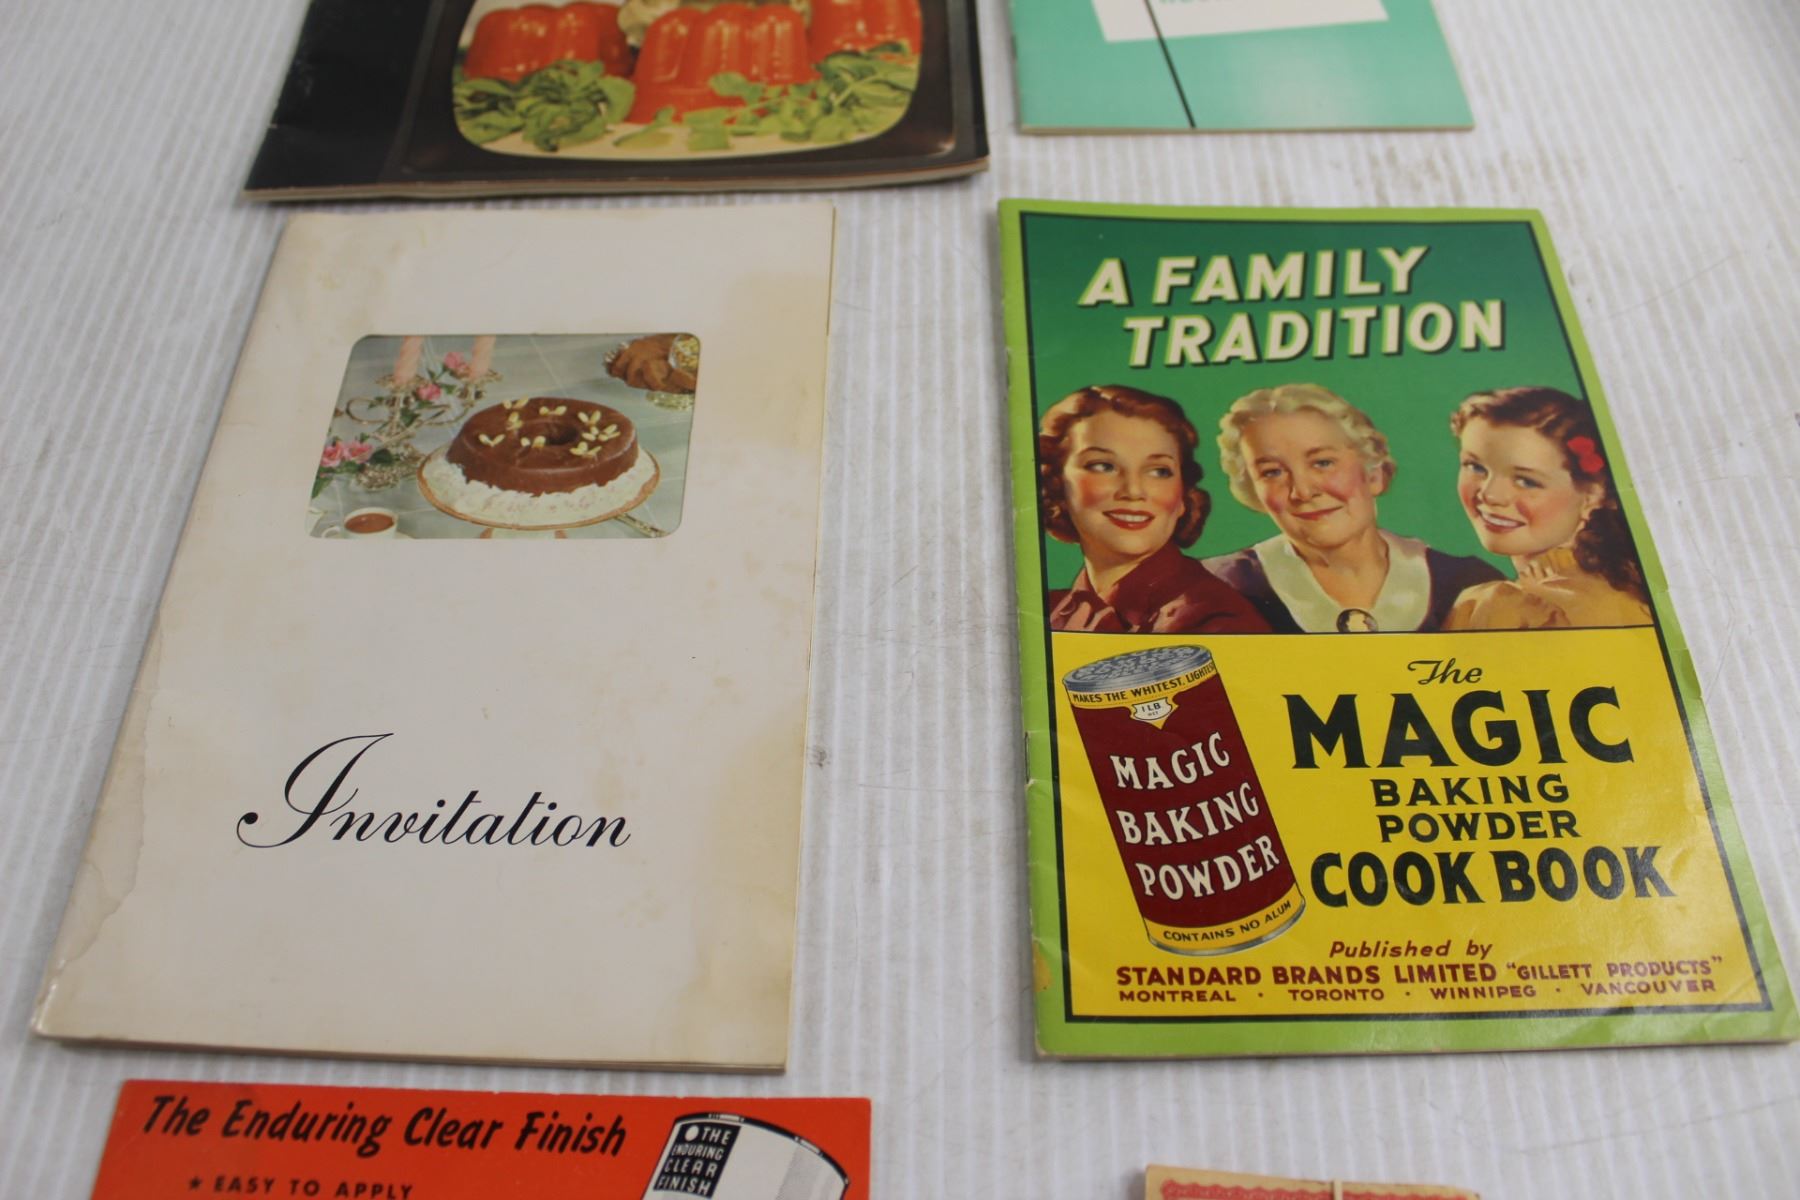 Invitation
A FAMILY
TRADITION
MAKES THE WHITEST, LIGHTEST
1 LB.
NET
MAGIC
BAKING
POWDER
CONTAINS NO ALUM
The
MAGIC
BAKING
POWDER
COOK BOOK
Published by
STANDARD BRANDS LIMITED "GILLETT PRODUCTS"
MONTREAL · TORONTO · WINNIPEG · VANCOUVER
The Enduring Clear Finish
★ EASY TO APPLY
THE
ENDURING
CLEAR
FINISH